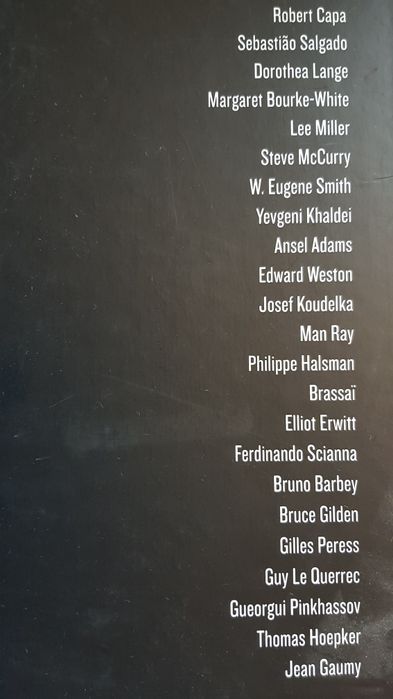 Robert Capa
Sebastião Salgado
Dorothea Lange
Margaret Bourke-White
Lee Miller
Steve McCurry
W. Eugene Smith
Yevgeni Khaldei
Ansel Adams
Edward Weston
Josef Koudelka
Man Ray
Philippe Halsman
Brassaï
Elliot Erwitt
Ferdinando Scianna
Bruno Barbey
Bruce Gilden
Gilles Peress
Guy Le Querrec
Gueorgui Pinkhassov
Thomas Hoepker
Jean Gaumy